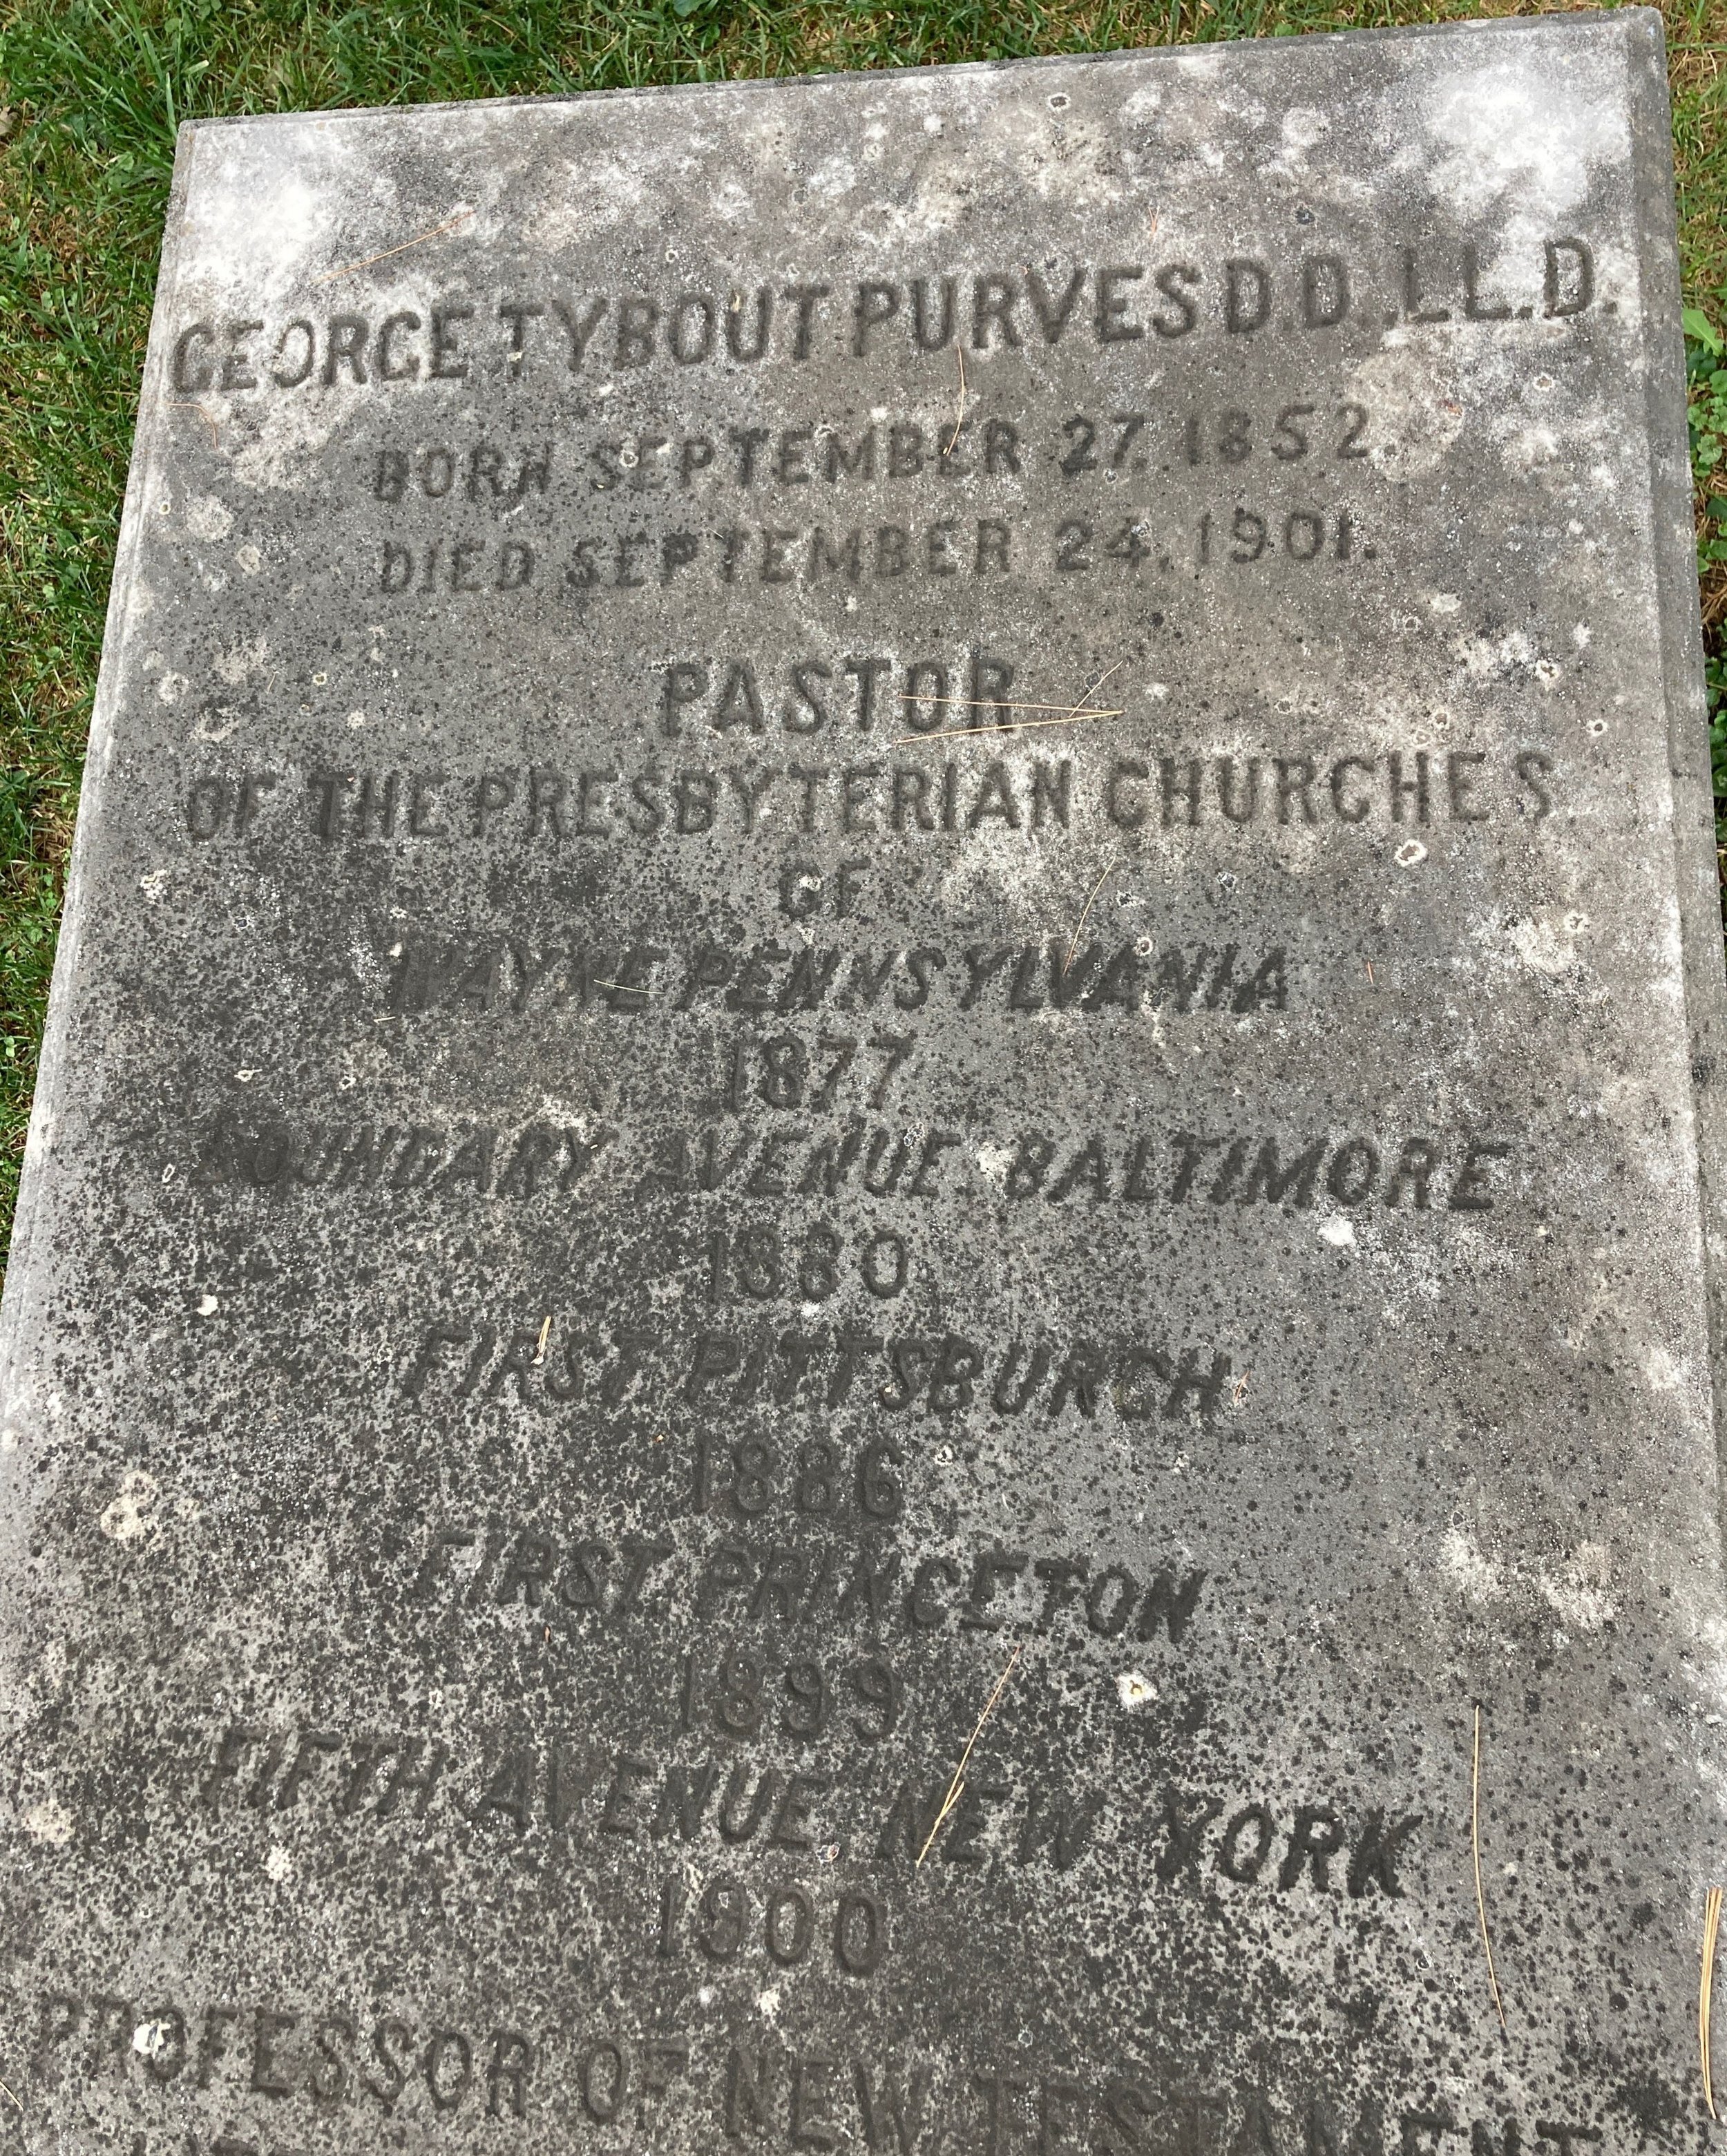 GEORGE TYBOUT PURVES D.D., LL.D.
BORN SEPTEMBER 27, 1852.
DIED SEPTEMBER 24, 1901.
PASTOR
OF THE PRESBYTERIAN CHURCHES
OF
WAYNE PENNSYLVANIA
1877
BOUNDARY AVENUE, BALTIMORE
1880
FIRST PITTSBURGH
1886
FIRST PRINCETON
1899
FIFTH AVENUE, NEW YORK
1900
PROFESSOR OF NEW TESTAMENT